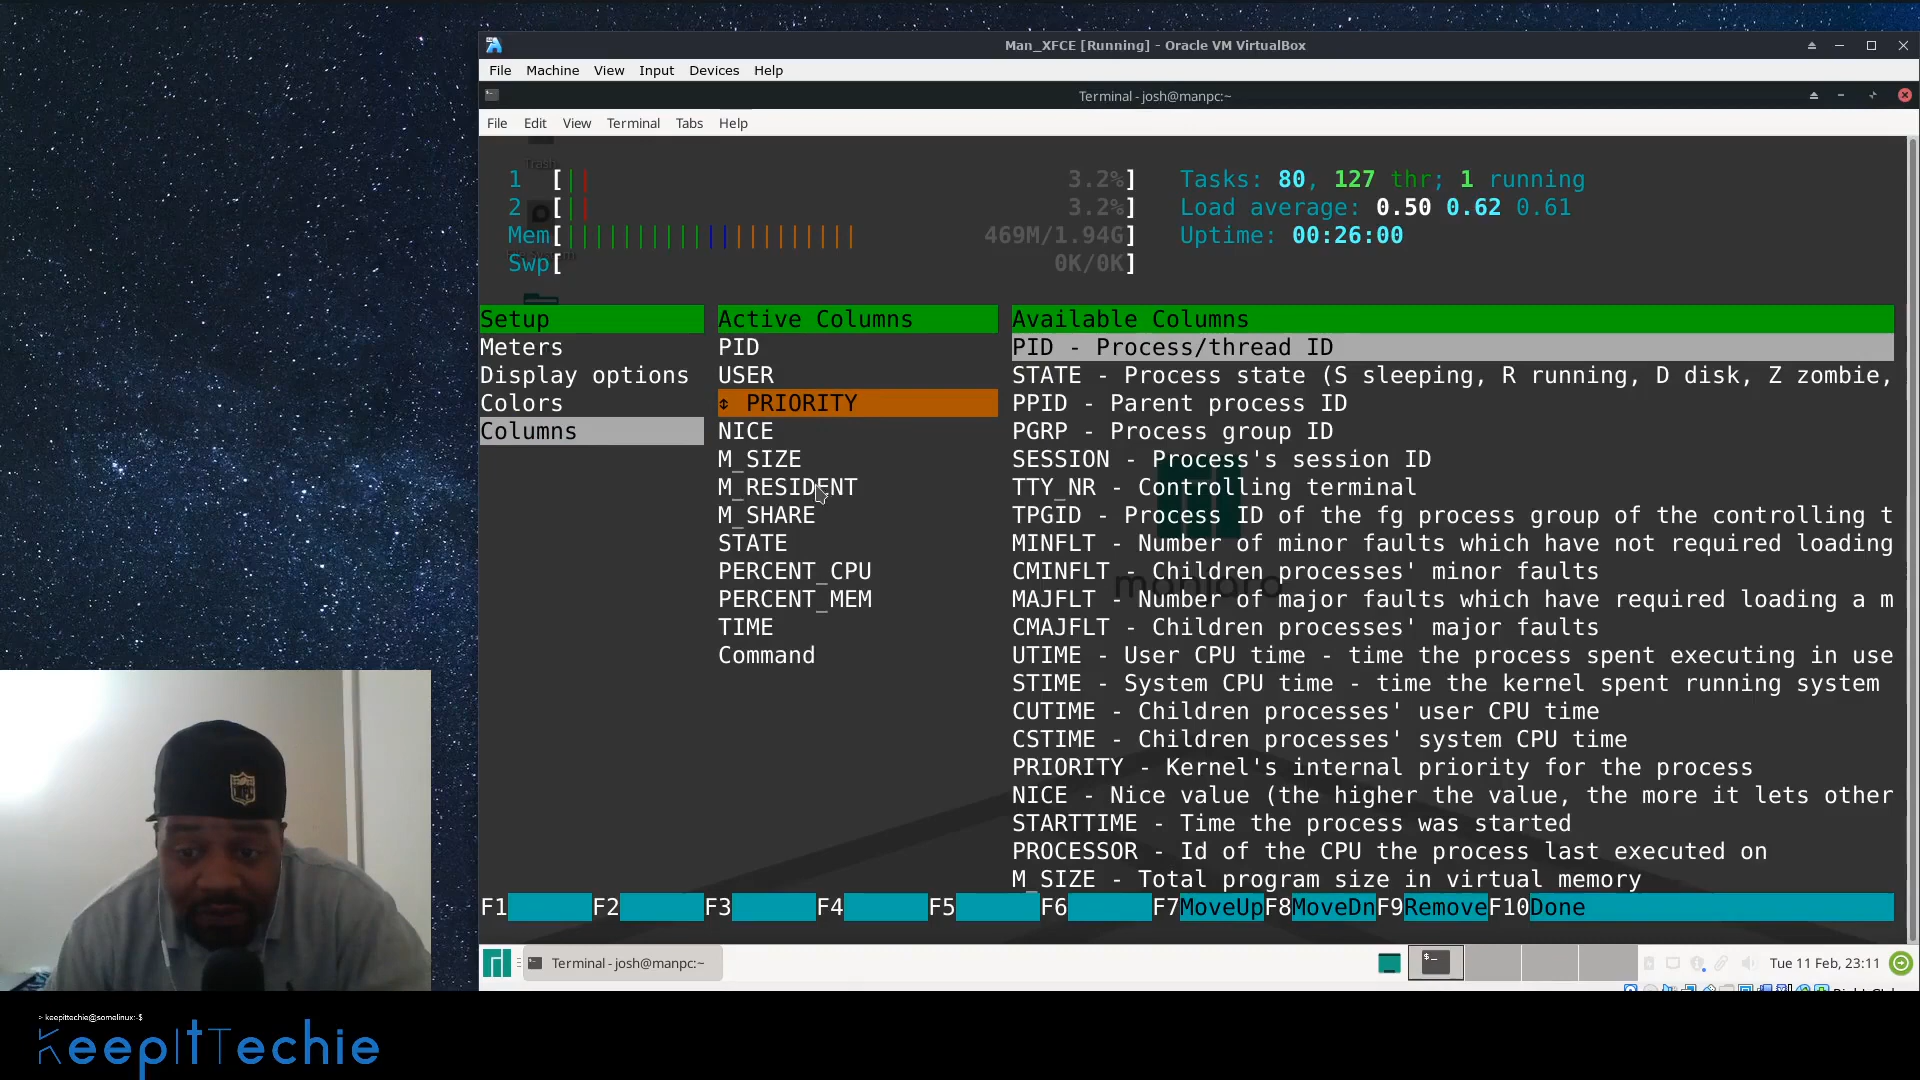 Man_XFCE [Running] - Oracle VM VirtualBox
File Machine View Input Devices Help
Terminal - josh@manpc:~
File Edit View Terminal Tabs Help
Trash
1 [|| 3.2%] Tasks: 80, 127 thr; 1 running
2 [|| 3.2%] Load average: 0.50 0.62 0.61
Mem[||||||||||||||||||||| 469M/1.94G] Uptime: 00:26:00
Swp[ 0K/0K]
Setup Active Columns Available Columns
Meters PID PID - Process/thread ID
Display options USER STATE - Process state (S sleeping, R running, D disk, Z zombie,
Colors ↕ PRIORITY PPID - Parent process ID
Columns NICE PGRP - Process group ID
M_SIZE SESSION - Process's session ID
M_RESIDENT TTY_NR - Controlling terminal
M_SHARE TPGID - Process ID of the fg process group of the controlling t
STATE MINFLT - Number of minor faults which have not required loading
PERCENT_CPU CMINFLT - Children processes' minor faults
manjaro
PERCENT_MEM MAJFLT - Number of major faults which have required loading a m
TIME CMAJFLT - Children processes' major faults
Command UTIME - User CPU time - time the process spent executing in use
STIME - System CPU time - time the kernel spent running system
CUTIME - Children processes' user CPU time
CSTIME - Children processes' system CPU time
PRIORITY - Kernel's internal priority for the process
NICE - Nice value (the higher the value, the more it lets other
STARTTIME - Time the process was started
PROCESSOR - Id of the CPU the process last executed on
M_SIZE - Total program size in virtual memory
F1 F2 F3 F4 F5 F6 F7MoveUpF8MoveDnF9RemoveF10Done
Terminal - josh@manpc:~ Tue 11 Feb, 23:11
> keepittechie@somelinux:-$
KeepItTechie